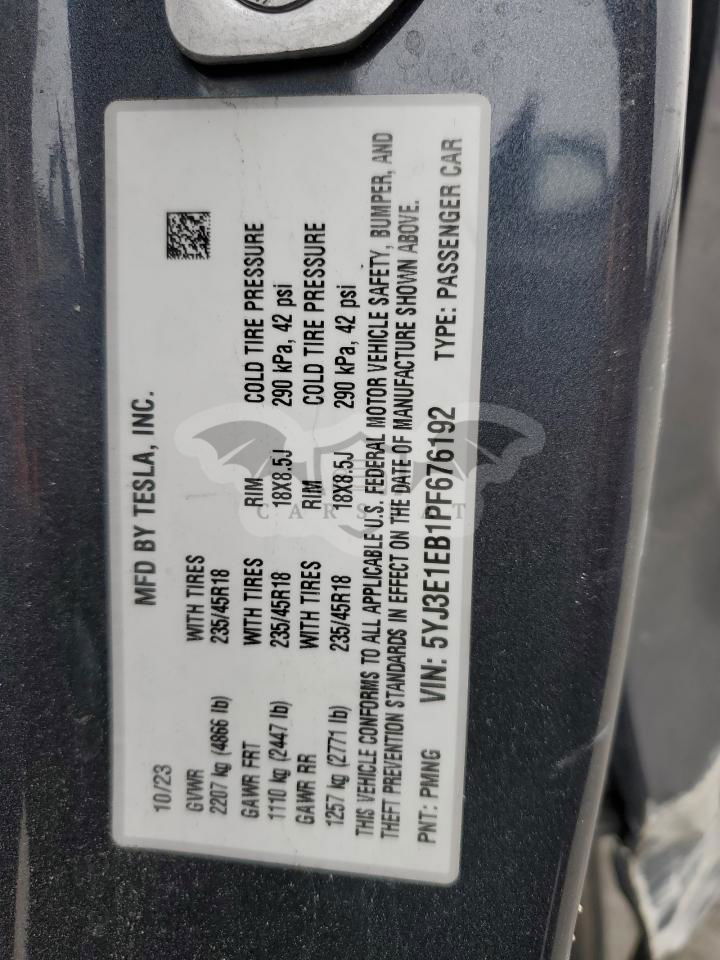 MFD BY TESLA, INC.
10/23
GVWR WITH TIRES
2207 kg (4866 lb) 235/45R18
GAWR FRT WITH TIRES RIM COLD TIRE PRESSURE
1110 kg (2447 lb) 235/45R18 18X8.5J 290 kPa, 42 psi
GAWR RR WITH TIRES RIM COLD TIRE PRESSURE
1257 kg (2771 lb) 235/45R18 18X8.5J 290 kPa, 42 psi
THIS VEHICLE CONFORMS TO ALL APPLICABLE U.S. FEDERAL MOTOR VEHICLE SAFETY, BUMPER, AND
THEFT PREVENTION STANDARDS IN EFFECT ON THE DATE OF MANUFACTURE SHOWN ABOVE.
PNT: PMNG VIN: 5YJ3E1EB1PF676192 TYPE: PASSENGER CAR